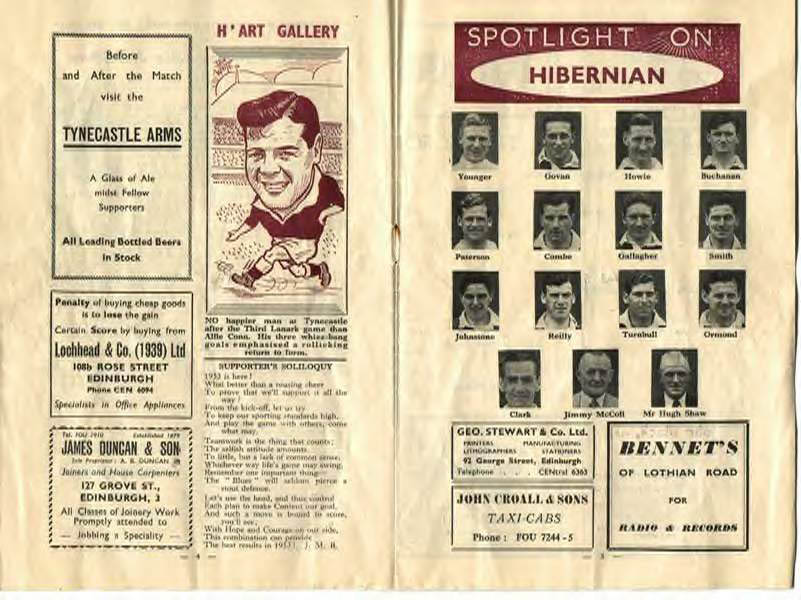 Before
and After the Match
visit the
TYNECASTLE ARMS
A Glass of Ale
midst Fellow
Supporters
All Leading Bottled Beers
in Stock
Penalty of buying cheap goods
is to lose the gain
Certain Score by buying from
Lochhead & Co. (1939) Ltd
108b ROSE STREET
EDINBURGH
Phone CEN 4094
Specialists in Office Appliances
Tel. FOU 2910 Established 1879
JAMES DUNCAN & SON
Sole Proprietor: A. B. DUNCAN
Joiners and House Carpenters
127 GROVE ST.,
EDINBURGH, 3
All Classes of Joinery Work
Promptly attended to
— Jobbing a Speciality —
H'ART GALLERY
NO happier man at Tynecastle
after the Third Lanark game than
Alfie Conn. His three whizz-bang
goals emphasised a rollicking
return to form.
SUPPORTER'S SOLILOQUY
1953 is here!
What better than a rousing cheer
To prove that we'll support it all the
way!
From the kick-off, let us try
To keep our sporting standards high,
And play the game with others, come
what may.
Teamwork is the thing that counts;
The selfish attitude amounts
To little, but a lack of common sense.
Whichever way life's game may swing,
Remember one important thing—
The "Blues" will seldom pierce a
stout defence.
Let's use the head, and thus control
Each plan to make Content our goal,
And such a move is bound to score,
you'll see;
With Hope and Courage on our side,
This combination can provide
The best results in 1953! J. M. B.
— 4 —
SPOTLIGHT ON
HIBERNIAN
Younger Govan Howie Buchanan
Paterson Combe Gallagher Smith
Johnstone Reilly Turnbull Ormond
Clark Jimmy McColl Mr Hugh Shaw
GEO. STEWART & Co. Ltd.
PRINTERS MANUFACTURING
LITHOGRAPHERS STATIONERS
92 George Street, Edinburgh
Telephone . . . CENtral 6363
JOHN CROALL & SONS
TAXI-CABS
Phone : FOU 7244 - 5
BENNET'S
OF LOTHIAN ROAD
FOR
RADIO & RECORDS